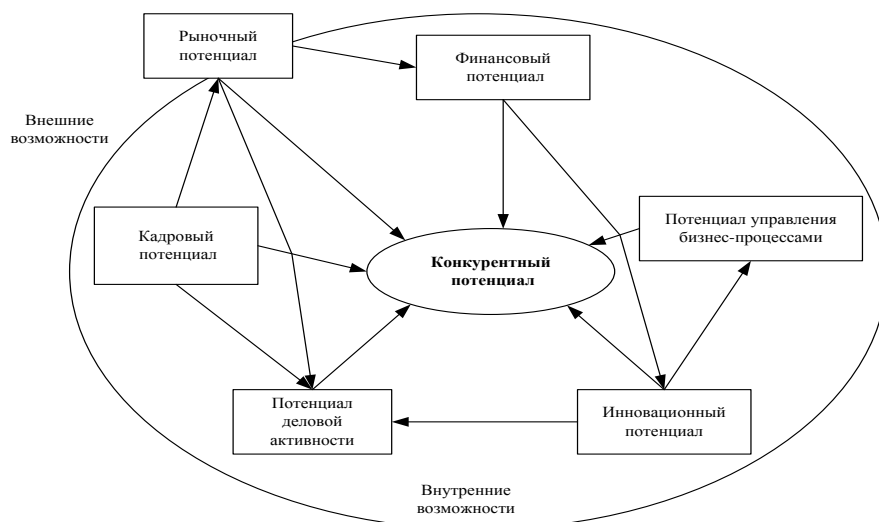 Рыночный
потенциал
Финансовый
потенциал
Внешние
возможности
Кадровый
потенциал
Потенциал управления
бизнес-процессами
Конкурентный
потенциал
Потенциал
деловой
активности
Инновационный
потенциал
Внутренние
возможности